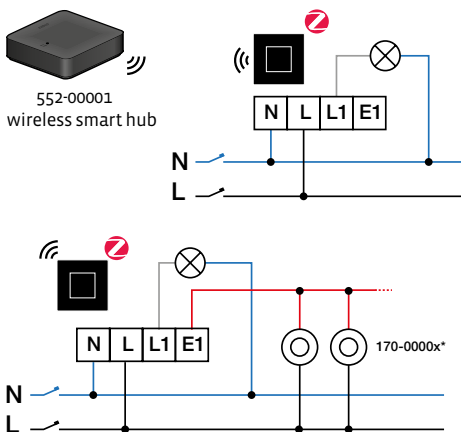 552-00001
wireless smart hub
Z
N L L1 E1
N
L
Z
N L L1 E1
170-0000x*
N
L